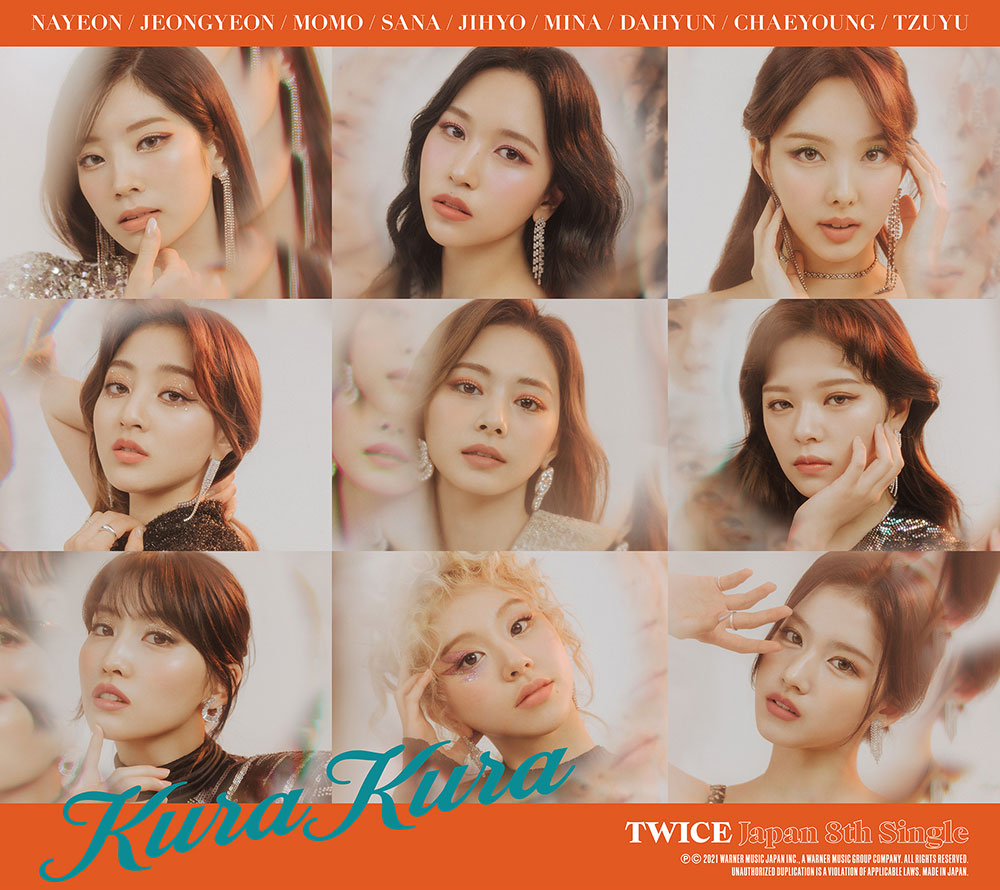 NAYEON / JEONGYEON / MOMO / SANA / JIHYO / MINA / DAHYUN / CHAEYOUNG / TZUYU
Kura Kura
TWICE Japan 8th Single
℗ © 2021 WARNER MUSIC JAPAN INC., A WARNER MUSIC GROUP COMPANY. ALL RIGHTS RESERVED.
UNAUTHORIZED DUPLICATION IS A VIOLATION OF APPLICABLE LAWS. MADE IN JAPAN.